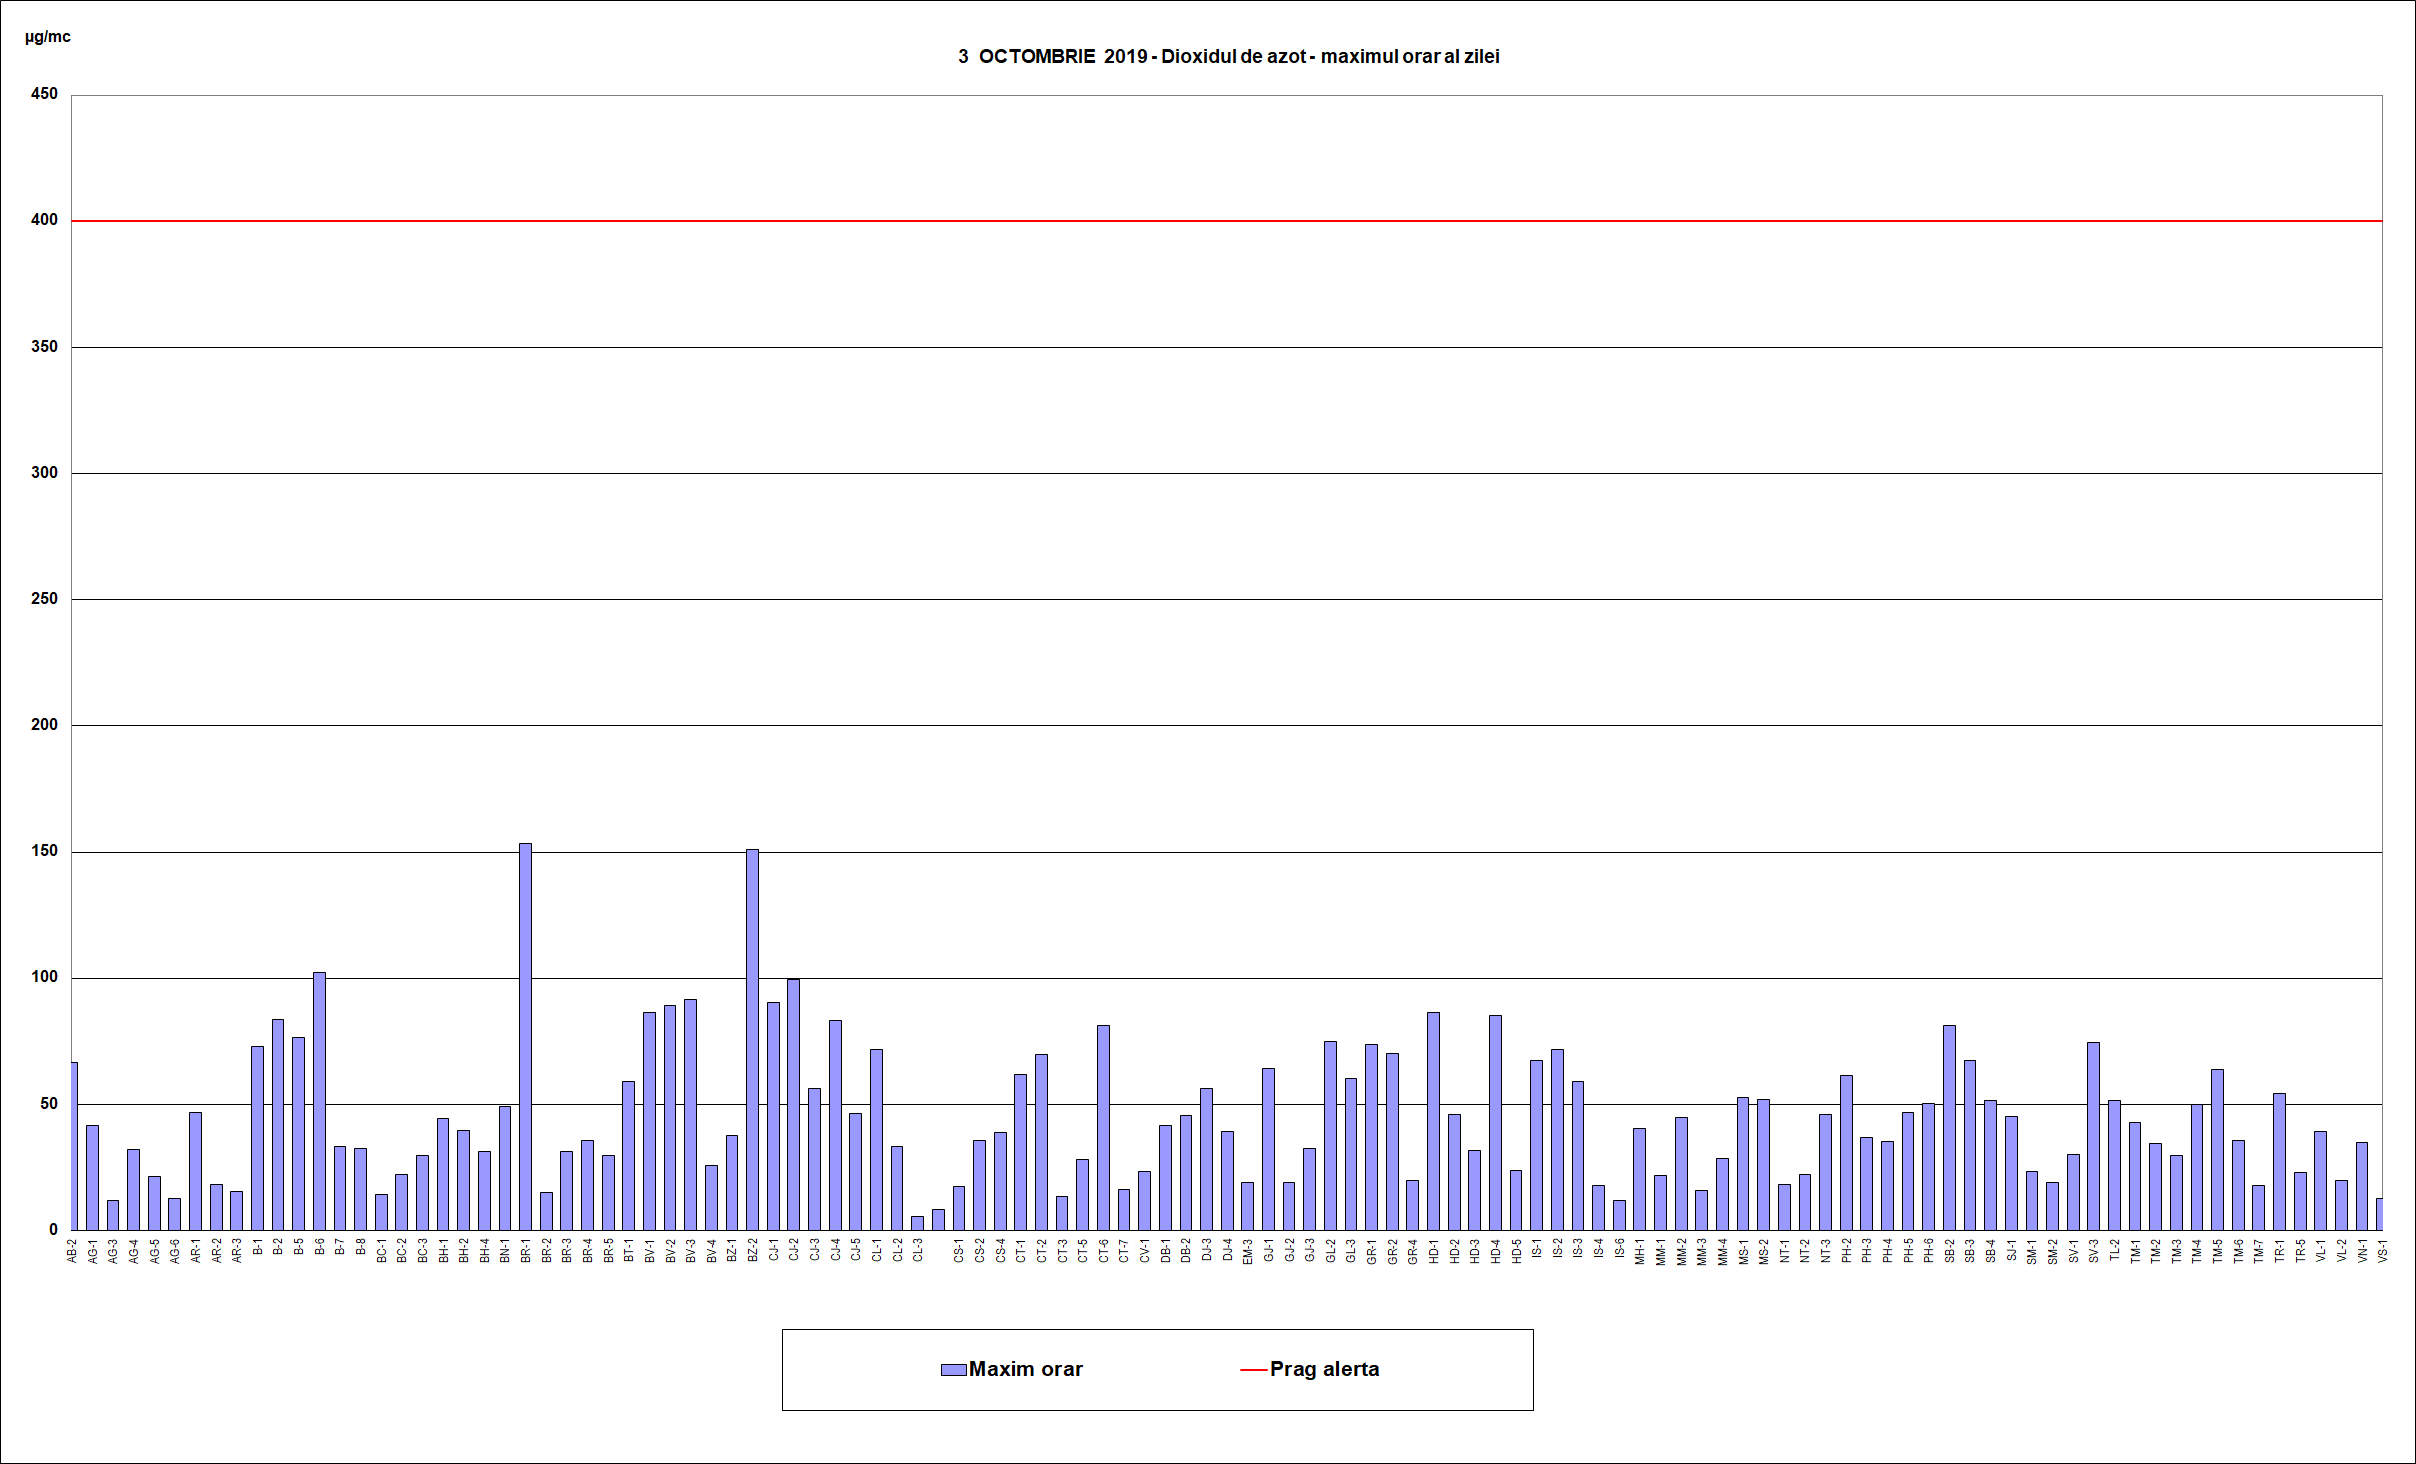 µg/mc
3 OCTOMBRIE 2019 - Dioxidul de azot - maximul orar al zilei
450
400
350
300
250
200
150
100
50
0
AB-2 AG-1 AG-3 AG-4 AG-5 AG-6 AR-1 AR-2 AR-3 B-1 B-2 B-5 B-6 B-7 B-8 BC-1 BC-2 BC-3 BH-1 BH-2 BH-4 BN-1 BR-1 BR-2 BR-3 BR-4 BR-5 BT-1 BV-1 BV-2 BV-3 BV-4 BZ-1 BZ-2 CJ-1 CJ-2 CJ-3 CJ-4 CJ-5 CL-1 CL-2 CL-3 CS-1 CS-2 CS-4 CT-1 CT-2 CT-3 CT-5 CT-6 CT-7 CV-1 DB-1 DB-2 DJ-3 DJ-4 EM-3 GJ-1 GJ-2 GJ-3 GL-2 GL-3 GR-1 GR-2 GR-4 HD-1 HD-2 HD-3 HD-4 HD-5 IS-1 IS-2 IS-3 IS-4 IS-6 MH-1 MM-1 MM-2 MM-3 MM-4 MS-1 MS-2 NT-1 NT-2 NT-3 PH-2 PH-3 PH-4 PH-5 PH-6 SB-2 SB-3 SB-4 SJ-1 SM-1 SM-2 SV-1 SV-3 TL-2 TM-1 TM-2 TM-3 TM-4 TM-5 TM-6 TM-7 TR-1 TR-5 VL-1 VL-2 VN-1 VS-1
Maxim orar Prag alerta